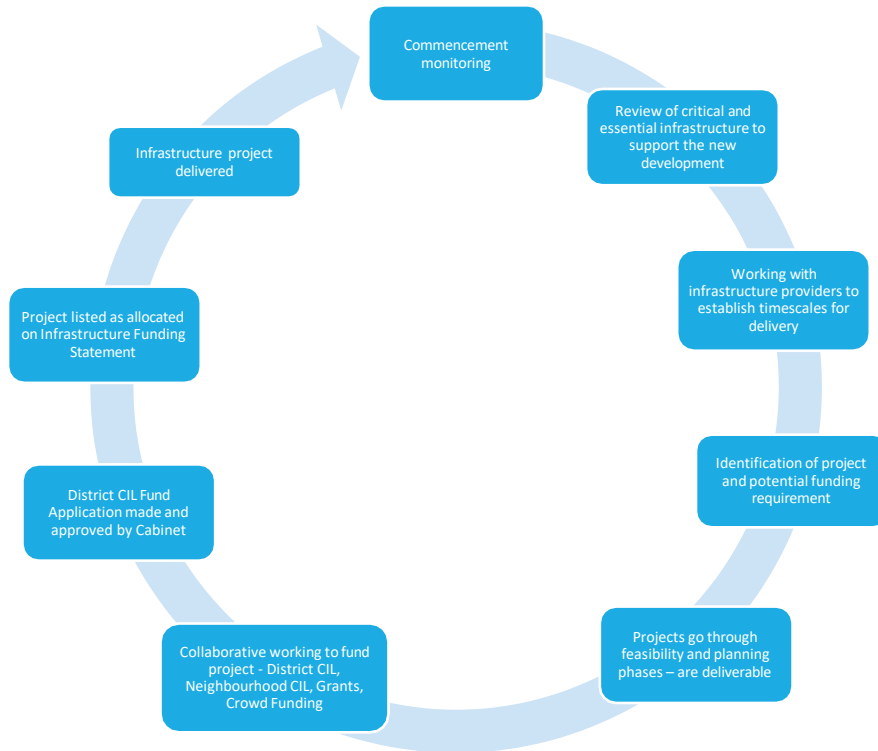 Commencement
monitoring
Review of critical and
essential infrastructure to
support the new
development
Working with
infrastructure providers to
establish timescales for
delivery
Identification of project
and potential funding
requirement
Projects go through
feasibility and planning
phases – are deliverable
Collaborative working to fund
project - District CIL,
Neighbourhood CIL, Grants,
Crowd Funding
District CIL Fund
Application made and
approved by Cabinet
Project listed as allocated
on Infrastructure Funding
Statement
Infrastructure project
delivered